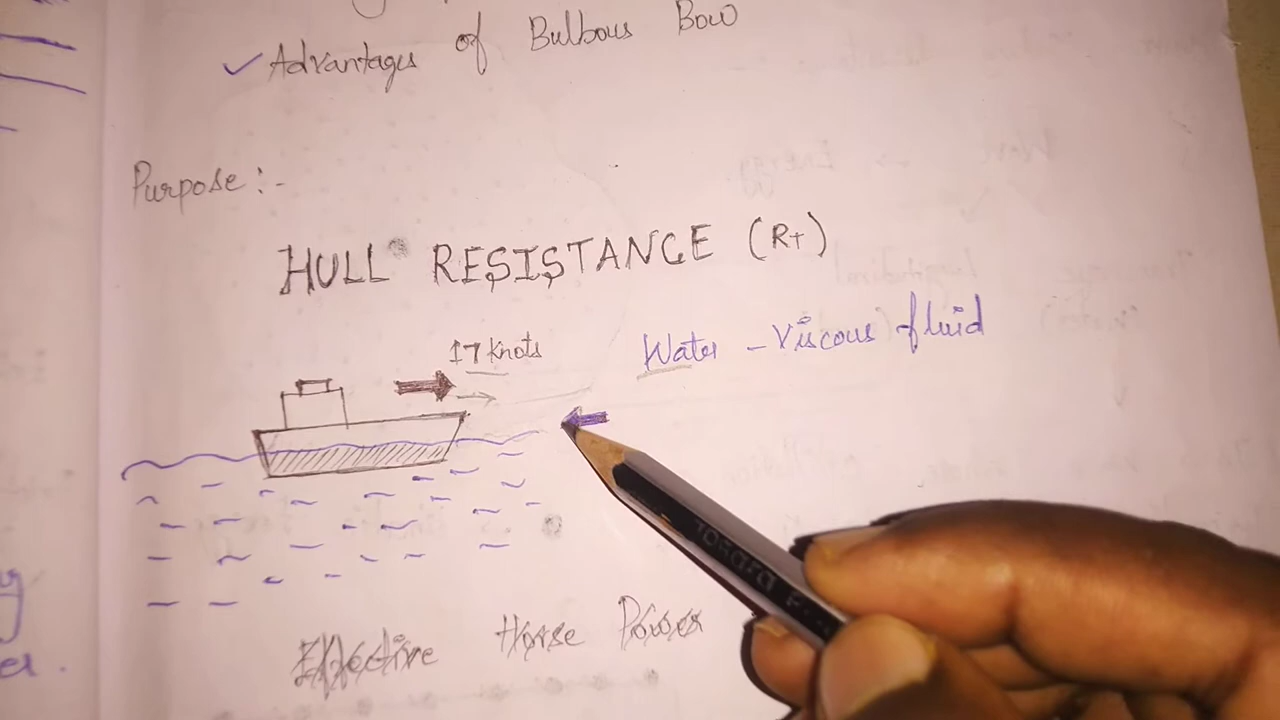 ✓ Advantages of Bulbous Bow
Purpose :-
HULL RESISTANCE (RT)
17 Knots
Water - Viscous fluid
Effective Horse Power